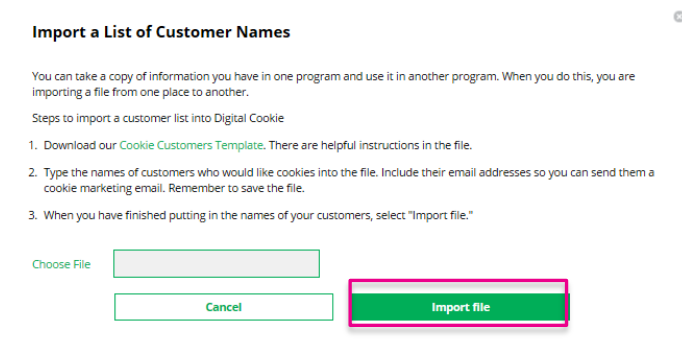 Import a List of Customer Names
You can take a copy of information you have in one program and use it in another program. When you do this, you are
importing a file from one place to another.
Steps to import a customer list into Digital Cookie
1. Download our Cookie Customers Template. There are helpful instructions in the file.
2. Type the names of customers who would like cookies into the file. Include their email addresses so you can send them a
cookie marketing email. Remember to save the file.
3. When you have finished putting in the names of your customers, select "Import file."
Choose File
Cancel Import file